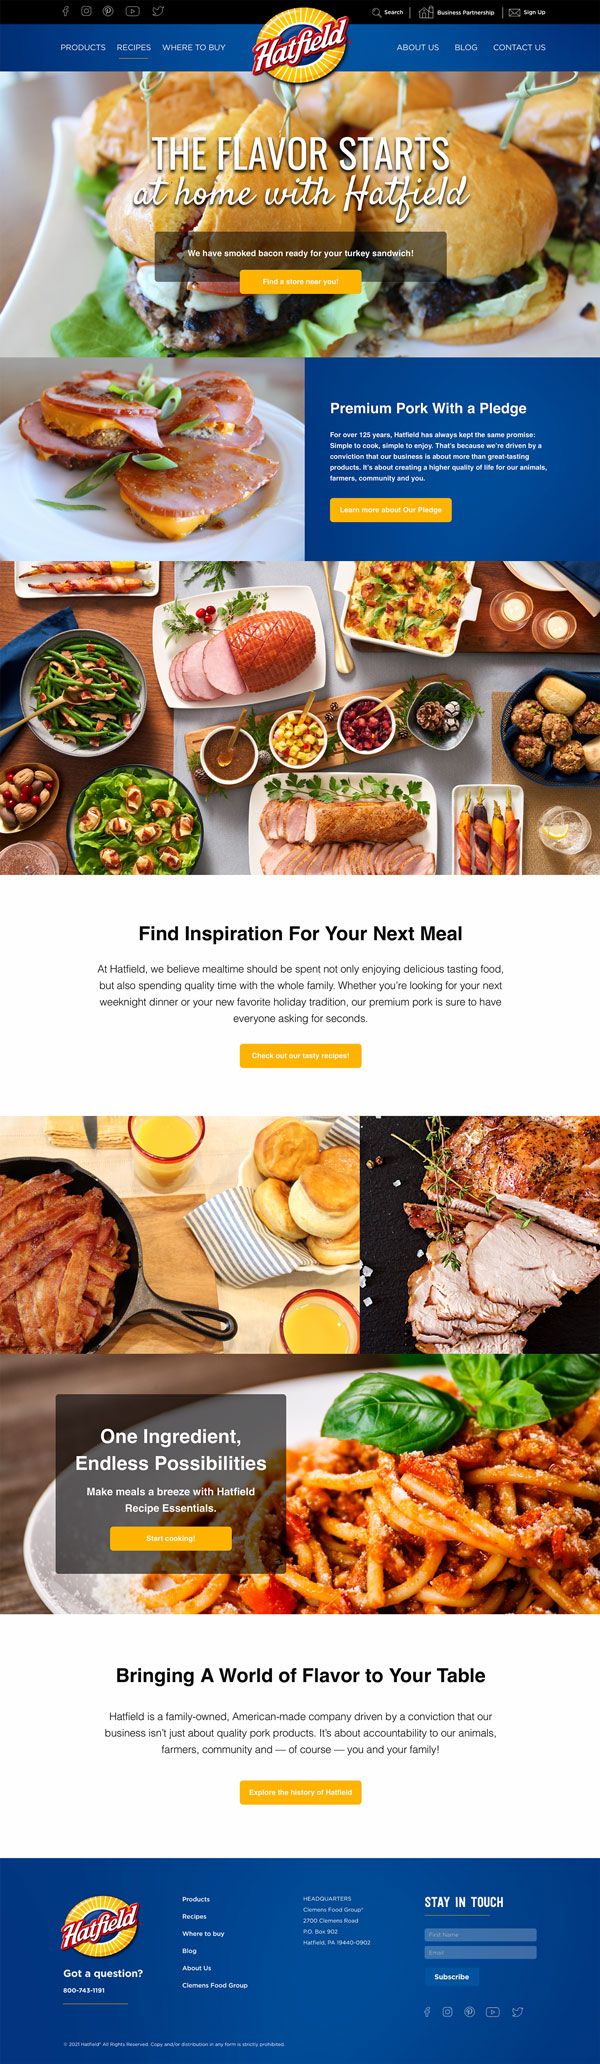 Search
Business Partnership
Sign Up
PRODUCTS
RECIPES
WHERE TO BUY
Hatfield
ABOUT US
BLOG
CONTACT US
THE FLAVOR STARTS
at home with Hatfield
We have smoked bacon ready for your turkey sandwich!
Find a store near you!
Premium Pork With a Pledge
For over 125 years, Hatfield has always kept the same promise:
Simple to cook, simple to enjoy. That's because we're driven by a
conviction that our business is about more than great-tasting
products. It's about creating a higher quality of life for our animals,
farmers, community and you.
Learn more about Our Pledge
Find Inspiration For Your Next Meal
At Hatfield, we believe mealtime should be spent not only enjoying delicious tasting food,
but also spending quality time with the whole family. Whether you're looking for your next
weeknight dinner or your new favorite holiday tradition, our premium pork is sure to have
everyone asking for seconds.
Check out our tasty recipes!
One Ingredient,
Endless Possibilities
Make meals a breeze with Hatfield
Recipe Essentials.
Start cooking!
Bringing A World of Flavor to Your Table
Hatfield is a family-owned, American-made company driven by a conviction that our
business isn't just about quality pork products. It's about accountability to our animals,
farmers, community and — of course — you and your family!
Explore the history of Hatfield
Hatfield
Got a question?
800-743-1191
Products
Recipes
Where to buy
Blog
About Us
Clemens Food Group
HEADQUARTERS
Clemens Food Group®
2700 Clemens Road
P.O. Box 902
Hatfield, PA 19440-0902
STAY IN TOUCH
First Name
Email
Subscribe
© 2021 Hatfield® All Rights Reserved. Copy and/or distribution in any form is strictly prohibited.